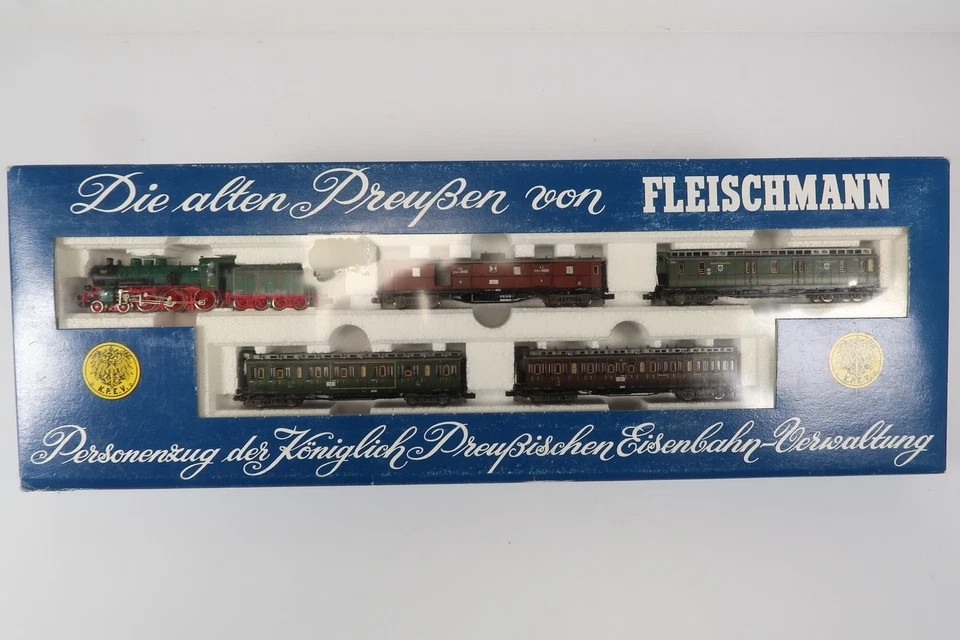 Die alten Preußen von FLEISCHMANN
K.P.E.V.
K.P.E.V.
Personenzug der Königlich Preußischen Eisenbahn-Verwaltung